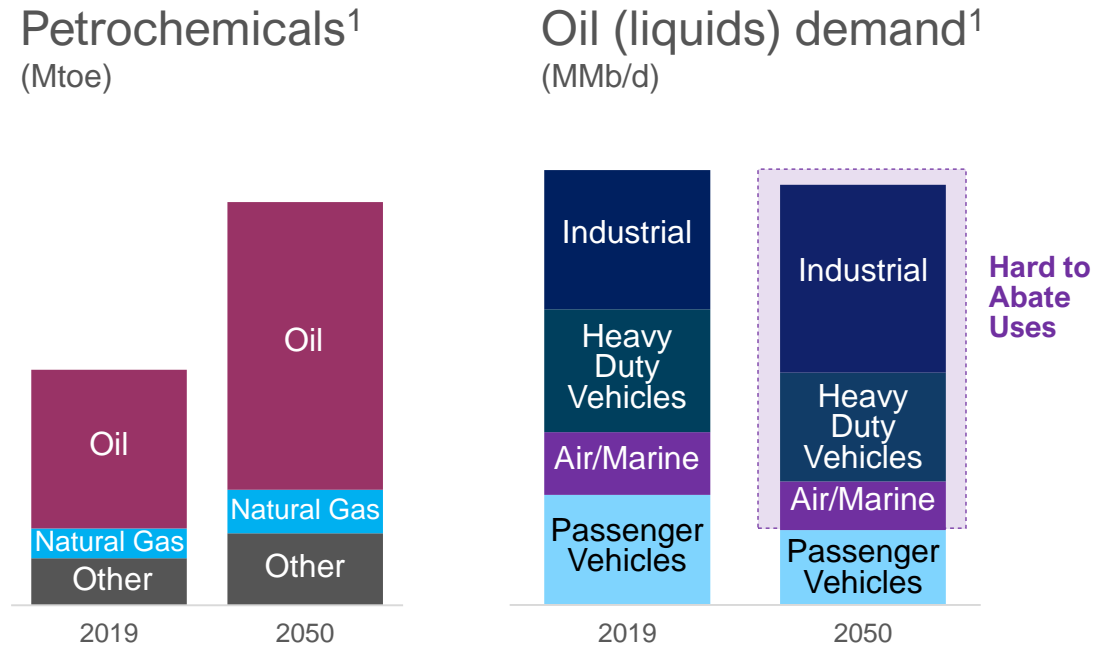 Petrochemicals¹
(Mtoe)
Oil
Natural Gas
Other
2019
Oil
Natural Gas
Other
2050
Oil (liquids) demand¹
(MMb/d)
Industrial
Heavy
Duty
Vehicles
Air/Marine
Passenger
Vehicles
2019
Industrial
Heavy
Duty
Vehicles
Air/Marine
Passenger
Vehicles
2050
Hard to
Abate
Uses